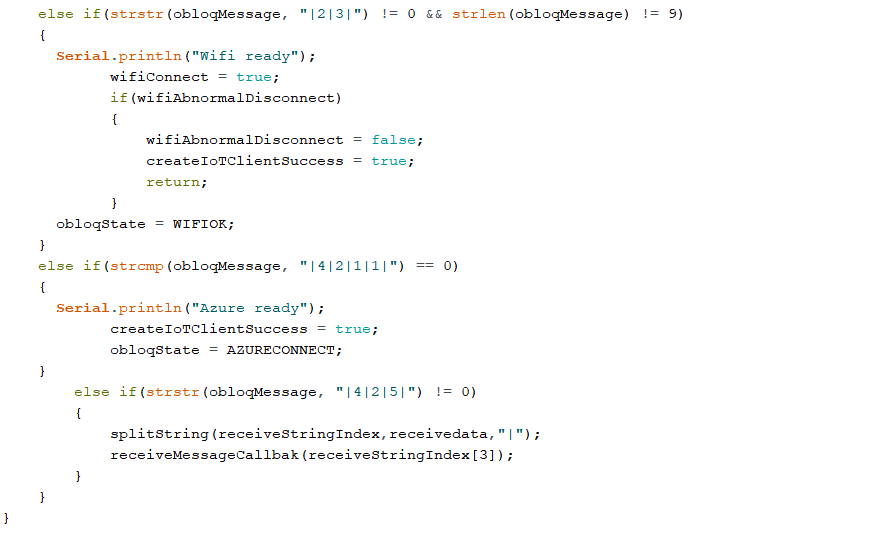 else if(strstr(obloqMessage, "|2|3|") != 0 && strlen(obloqMessage) != 9)
{
Serial.println("Wifi ready");
wifiConnect = true;
if(wifiAbnormalDisconnect)
{
wifiAbnormalDisconnect = false;
createIoTClientSuccess = true;
return;
}
obloqState = WIFIOK;
}
else if(strcmp(obloqMessage, "|4|2|1|1|") == 0)
{
Serial.println("Azure ready");
createIoTClientSuccess = true;
obloqState = AZURECONNECT;
}
else if(strstr(obloqMessage, "|4|2|5|") != 0)
{
splitString(receiveStringIndex,receivedata,"|");
receiveMessageCallbak(receiveStringIndex[3]);
}
}
}